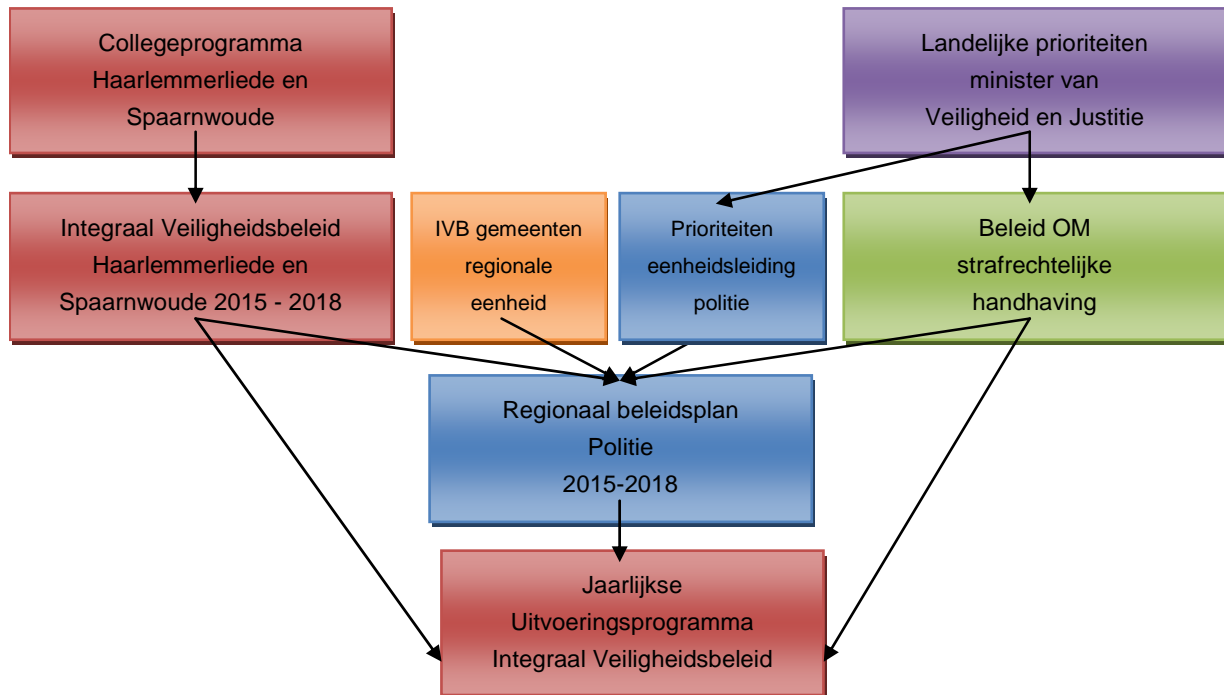 Collegeprogramma
Haarlemmerliede en
Spaarnwoude
Landelijke prioriteiten
minister van
Veiligheid en Justitie
Integraal Veiligheidsbeleid
Haarlemmerliede en
Spaarnwoude 2015 - 2018
IVB gemeenten
regionale
eenheid
Prioriteiten
eenheidsleiding
politie
Beleid OM
strafrechtelijke
handhaving
Regionaal beleidsplan
Politie
2015-2018
Jaarlijkse
Uitvoeringsprogramma
Integraal Veiligheidsbeleid